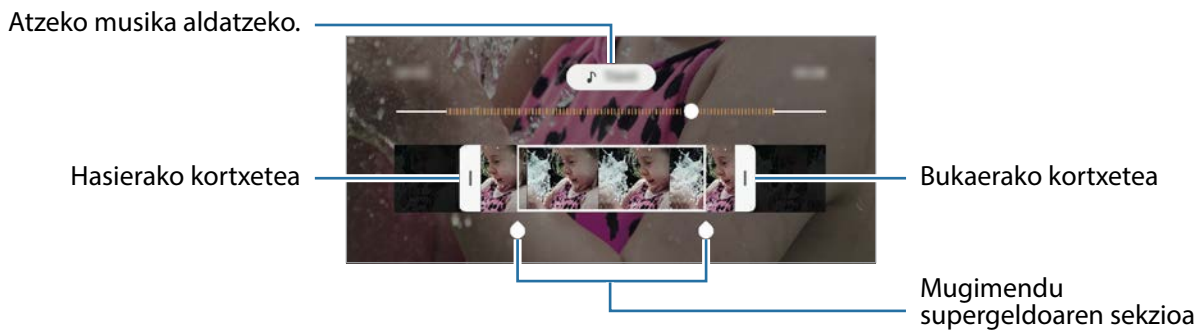 Atzeko musika aldatzeko.
Hasierako kortxetea
Bukaerako kortxetea
Mugimendu
supergeldoaren sekzioa